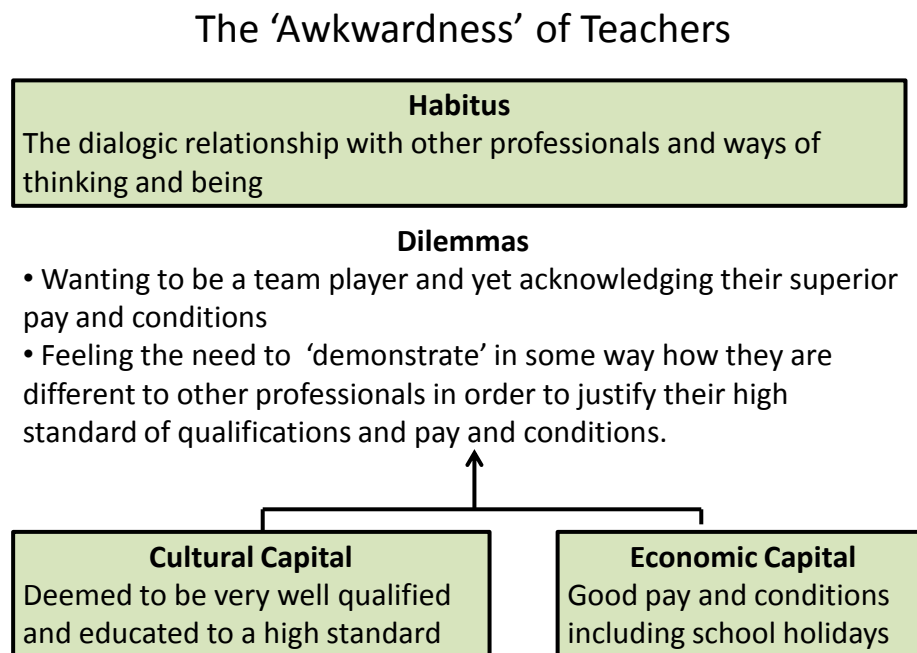 The ‘Awkwardness’ of Teachers
Habitus
The dialogic relationship with other professionals and ways of
thinking and being
Dilemmas
• Wanting to be a team player and yet acknowledging their superior
pay and conditions
• Feeling the need to  ‘demonstrate’ in some way how they are
different to other professionals in order to justify their high
standard of qualifications and pay and conditions.
Cultural Capital
Deemed to be very well qualified
and educated to a high standard
Economic Capital
Good pay and conditions
including school holidays